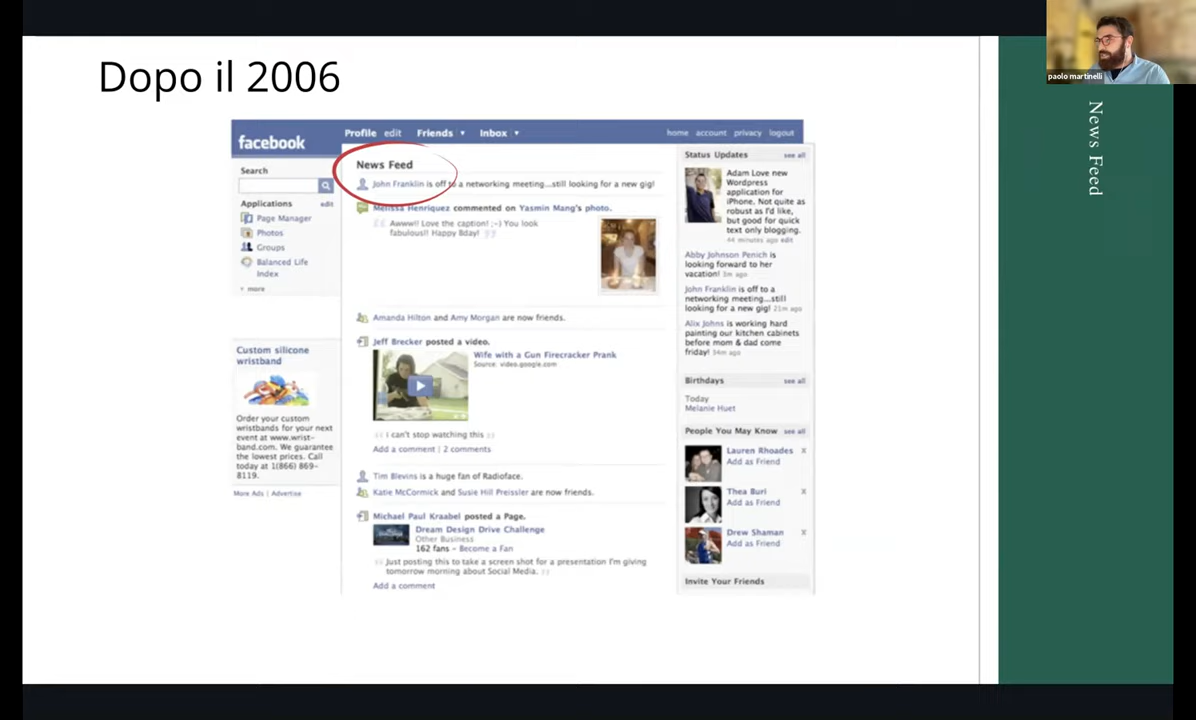 Dopo il 2006
paolo martinelli
News Feed
facebook
Profile edit Friends Inbox
home account privacy logout
Search
Applications edit
Page Manager
Photos
Groups
Balanced Life
Index
more
Custom silicone
wristband
Order your custom
wristbands for your next
event at www.wrist-
band.com. We guarantee
the lowest prices. Call
today at 1(866) 869-
8119.
More Ads | Advertise
News Feed
John Franklin is off to a networking meeting...still looking for a new gig!
Melissa Henriquez commented on Yasmin Mang's photo.
Awww!! Love the caption! ;-) You look
fabulous!! Happy Bday!
Amanda Hilton and Amy Morgan are now friends.
Jeff Brecker posted a video.
Wife with a Gun Firecracker Prank
Source: video.google.com
I can't stop watching this
Add a comment | 2 comments
Tim Blevins is a huge fan of Radioface.
Katie McCormick and Susie Hill Preissler are now friends.
Michael Paul Kraabel posted a Page.
Dream Design Drive Challenge
Other Business
162 fans - Become a Fan
Just posting this to take a screen shot for a presentation I'm giving
tomorrow morning about Social Media.
Add a comment
Status Updates see all
Adam Love new
Wordpress
application for
iPhone. Not quite as
robust as I'd like,
but good for quick
text only blogging.
44 minutes ago edit
Abby Johnson Penich is
looking forward to her
vacation! 3m ago
John Franklin is off to a
networking meeting...still
looking for a new gig! 21m ago
Alix Johns is working hard
painting our kitchen cabinets
before mom & dad come
friday! 34m ago
Birthdays see all
Today
Melanie Huet
People You May Know see all
Lauren Rhoades x
Add as Friend
Thea Buri x
Add as Friend
Drew Shaman x
Add as Friend
Invite Your Friends